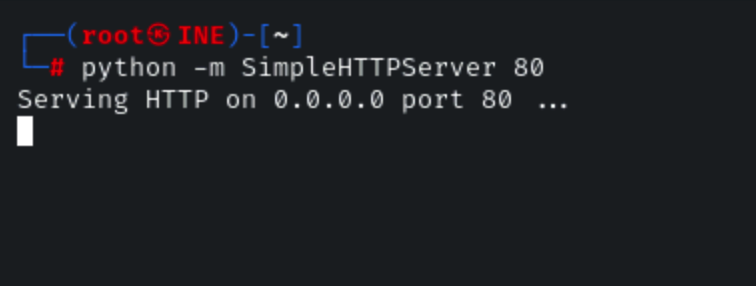 ┌──(root㉿INE)-[~]
└─# python -m SimpleHTTPServer 80
Serving HTTP on 0.0.0.0 port 80 ...